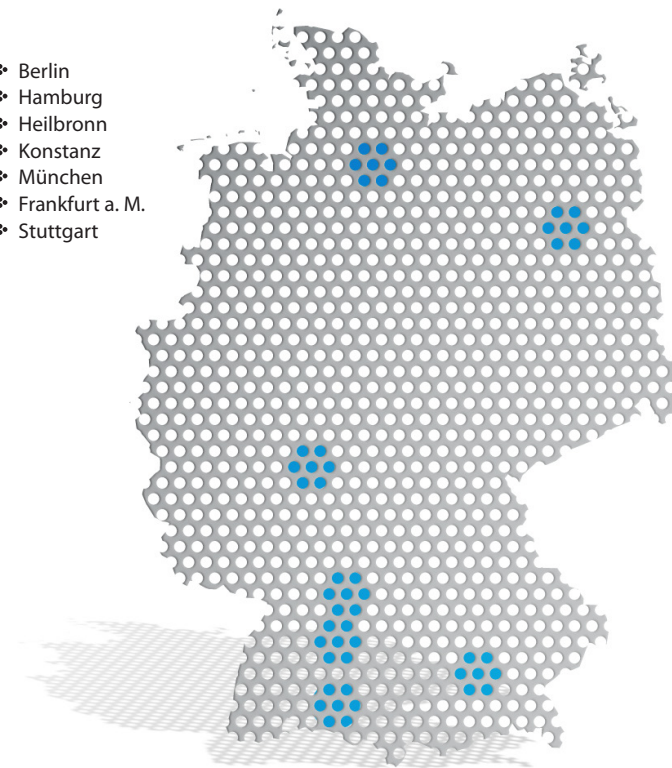 Berlin
Hamburg
Heilbronn
Konstanz
München
Frankfurt a. M.
Stuttgart